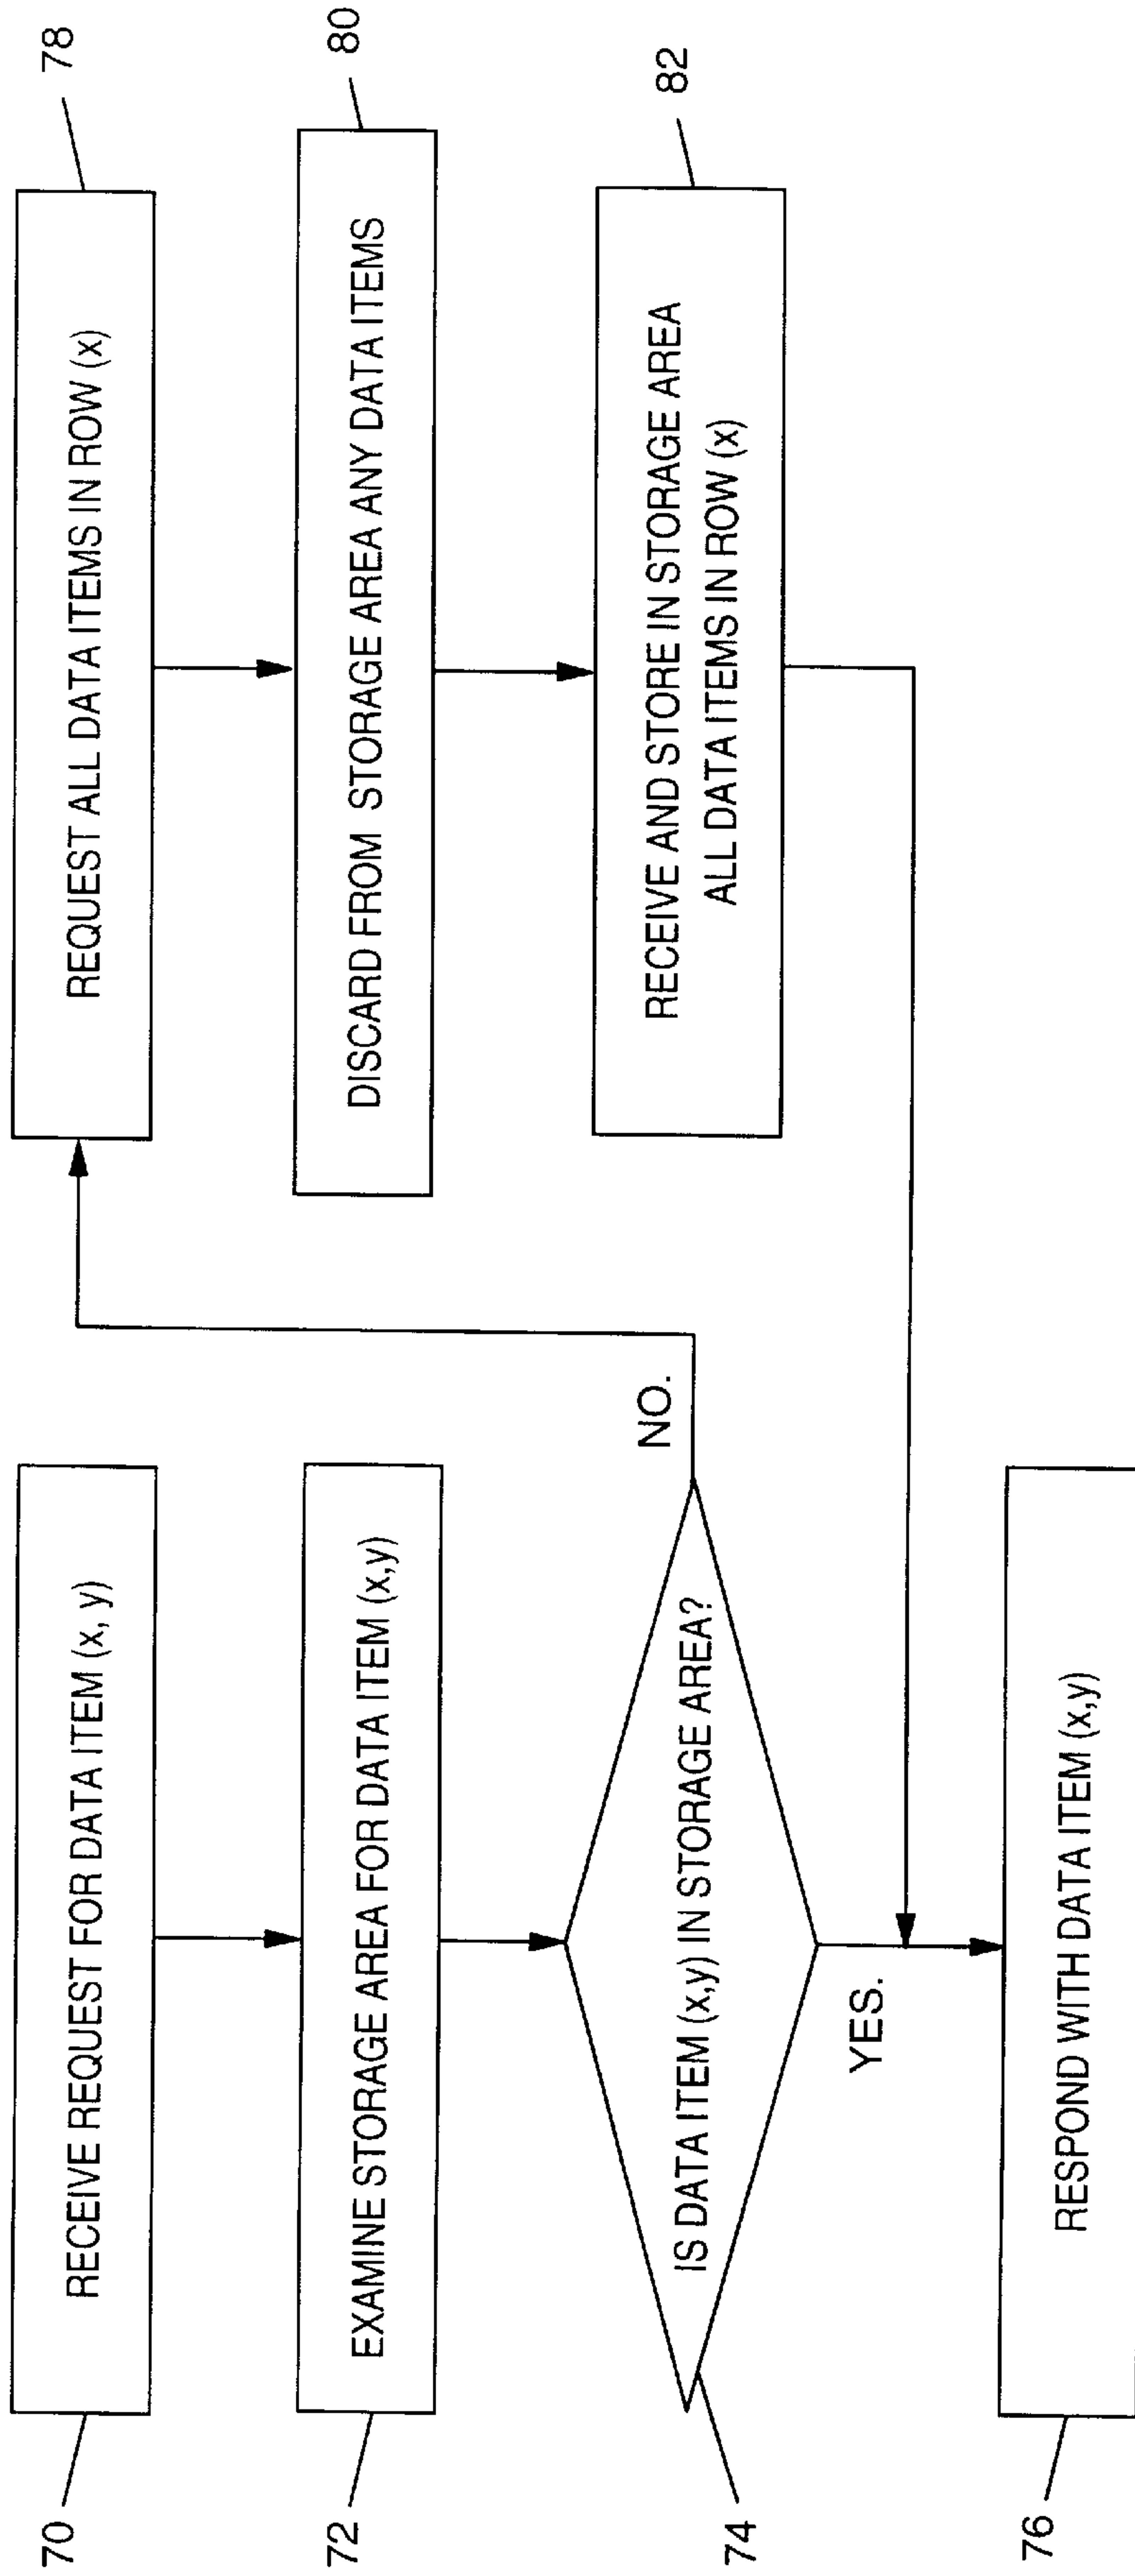 70
RECEIVE REQUEST FOR DATA ITEM (x, y)
72
EXAMINE STORAGE AREA FOR DATA ITEM (x,y)
74
IS DATA ITEM (x,y) IN STORAGE AREA?
NO.
YES.
76
RESPOND WITH DATA ITEM (x,y)
78
REQUEST ALL DATA ITEMS IN ROW (x)
80
DISCARD FROM STORAGE AREA ANY DATA ITEMS
82
RECEIVE AND STORE IN STORAGE AREA
ALL DATA ITEMS IN ROW (x)